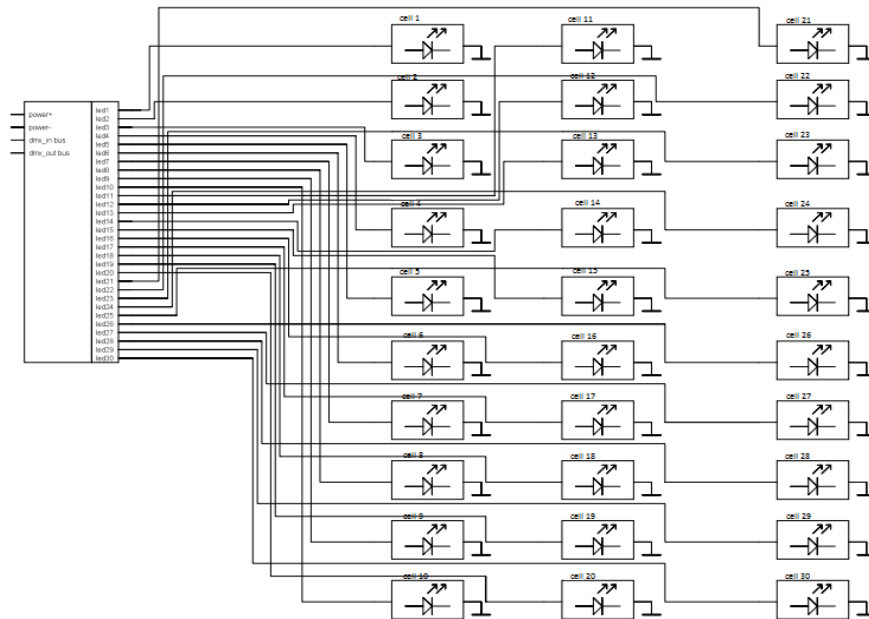 cell 1
cell 11
cell 21
cell 2
cell 12
cell 22
power+
power-
dmx_in bus
dmx_out bus
led1
led2
led3
led4
led5
led6
led7
led8
led9
led10
led11
led12
led13
led14
led15
led16
led17
led18
led19
led20
led21
led22
led23
led24
led25
led26
led27
led28
led29
led30
cell 3
cell 13
cell 23
cell 4
cell 14
cell 24
cell 5
cell 15
cell 25
cell 6
cell 16
cell 26
cell 7
cell 17
cell 27
cell 8
cell 18
cell 28
cell 9
cell 19
cell 29
cell 10
cell 20
cell 30